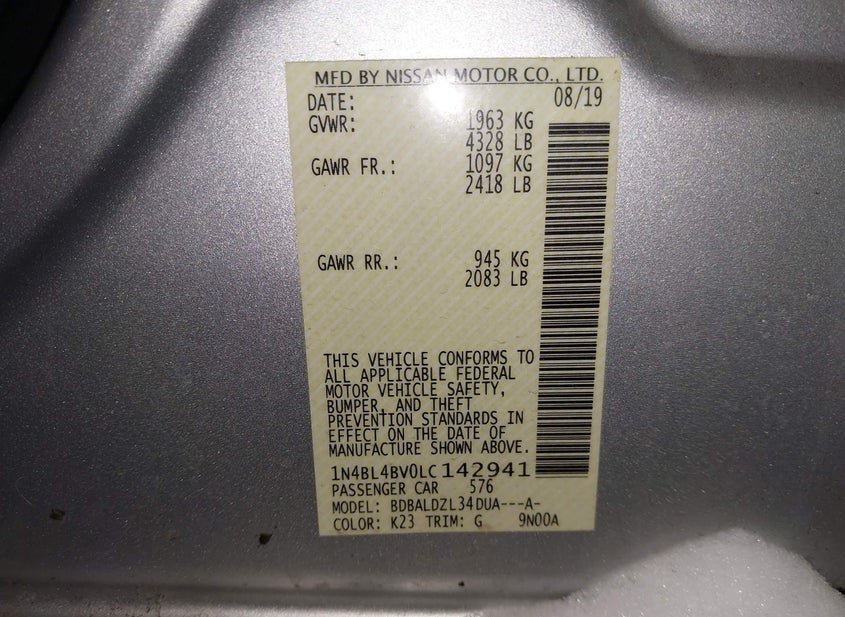 MFD BY NISSAN MOTOR CO., LTD.
DATE: 08/19
GVWR: 1963 KG
4328 LB
GAWR FR.: 1097 KG
2418 LB
GAWR RR.: 945 KG
2083 LB
THIS VEHICLE CONFORMS TO
ALL APPLICABLE FEDERAL
MOTOR VEHICLE SAFETY,
BUMPER, AND THEFT
PREVENTION STANDARDS IN
EFFECT ON THE DATE OF
MANUFACTURE SHOWN ABOVE.
1N4BL4BV0LC142941
PASSENGER CAR 576
MODEL: BDBALDZL34DUA---A-
COLOR: K23 TRIM: G 9N00A